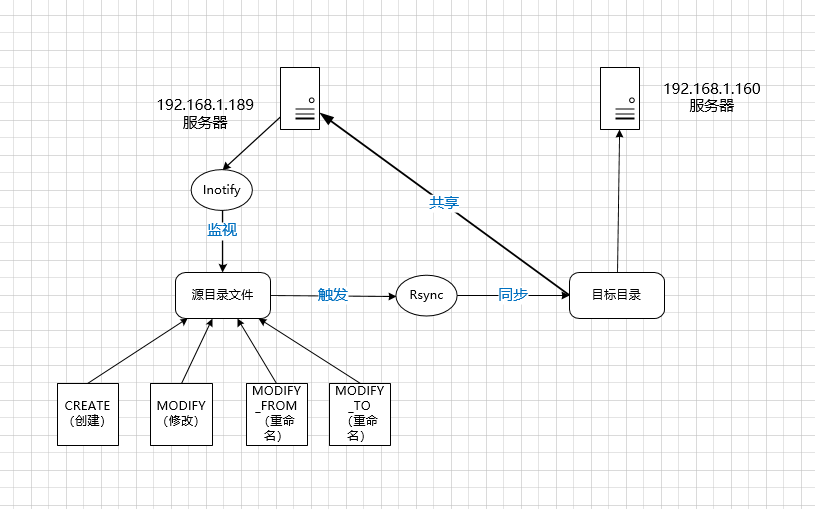 192.168.1.189
服务器
192.168.1.160
服务器
Inotify
共享
监视
源目录文件
触发
Rsync
同步
目标目录
CREATE
（创建）
MODIFY
（修改）
MODIFY
_FROM
（重命
名）
MODIFY
_TO
（重命
名）